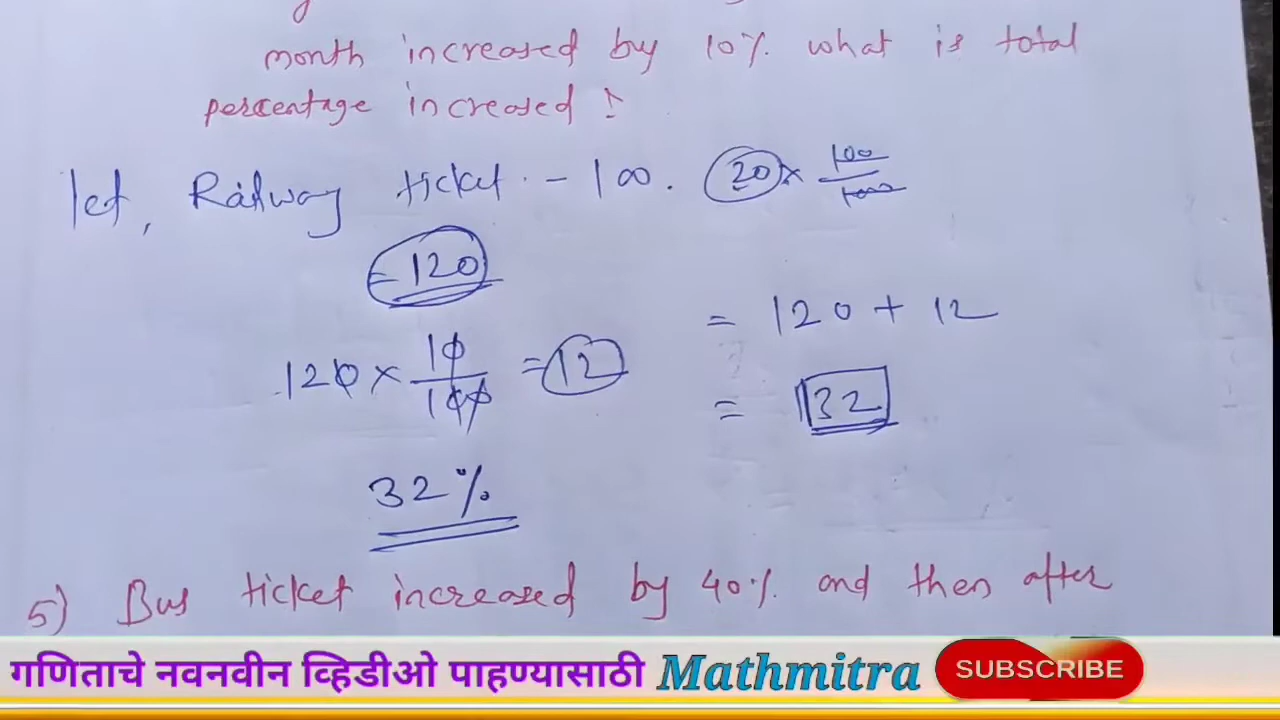 month increased by 10% what is total
percentage increased ?
let, Railway ticket - 100. 20 × 100/100
= 120
120 × 10/100 = 12
= 120 + 12
= 132
32%
5) Bus ticket increased by 40% and then after
गणिताचे नवनवीन व्हिडीओ पाहण्यासाठी Mathmitra SUBSCRIBE